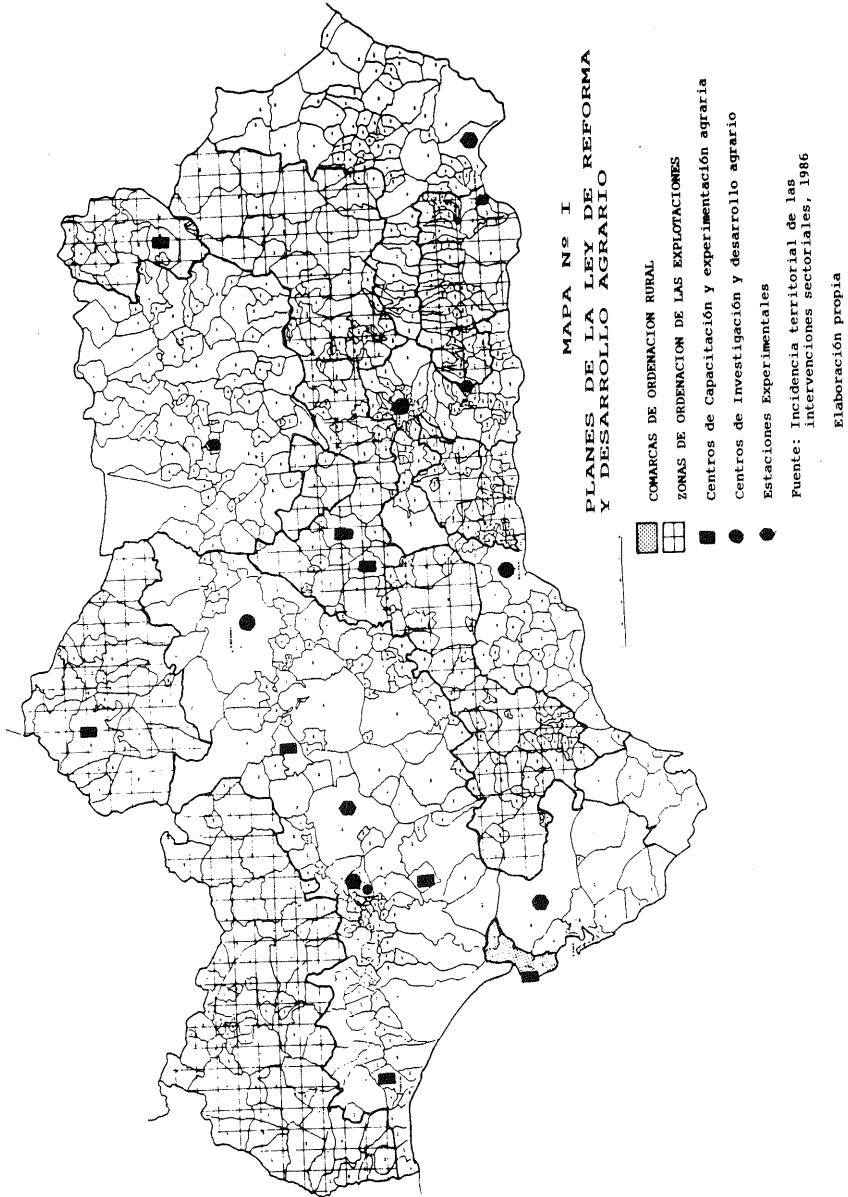 MAPA Nº I
PLANES DE LA LEY DE REFORMA
Y DESARROLLO AGRARIO
COMARCAS DE ORDENACION RURAL
ZONAS DE ORDENACION DE LAS EXPLOTACIONES
Centros de Capacitación y experimentación agraria
Centros de Investigación y desarrollo agrario
Estaciones Experimentales
Fuente: Incidencia territorial de las
intervenciones sectoriales, 1986
Elaboración propia